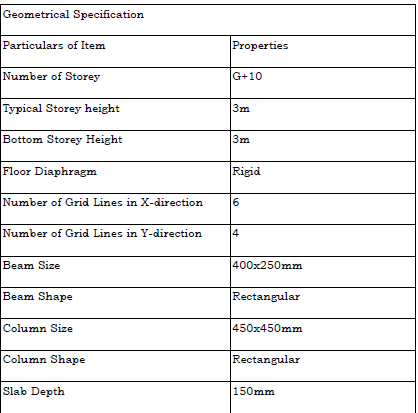 Geometrical Specification
Particulars of Item Properties
Number of Storey G+10
Typical Storey height 3m
Bottom Storey Height 3m
Floor Diaphragm Rigid
Number of Grid Lines in X-direction 6
Number of Grid Lines in Y-direction 4
Beam Size 400x250mm
Beam Shape Rectangular
Column Size 450x450mm
Column Shape Rectangular
Slab Depth 150mm